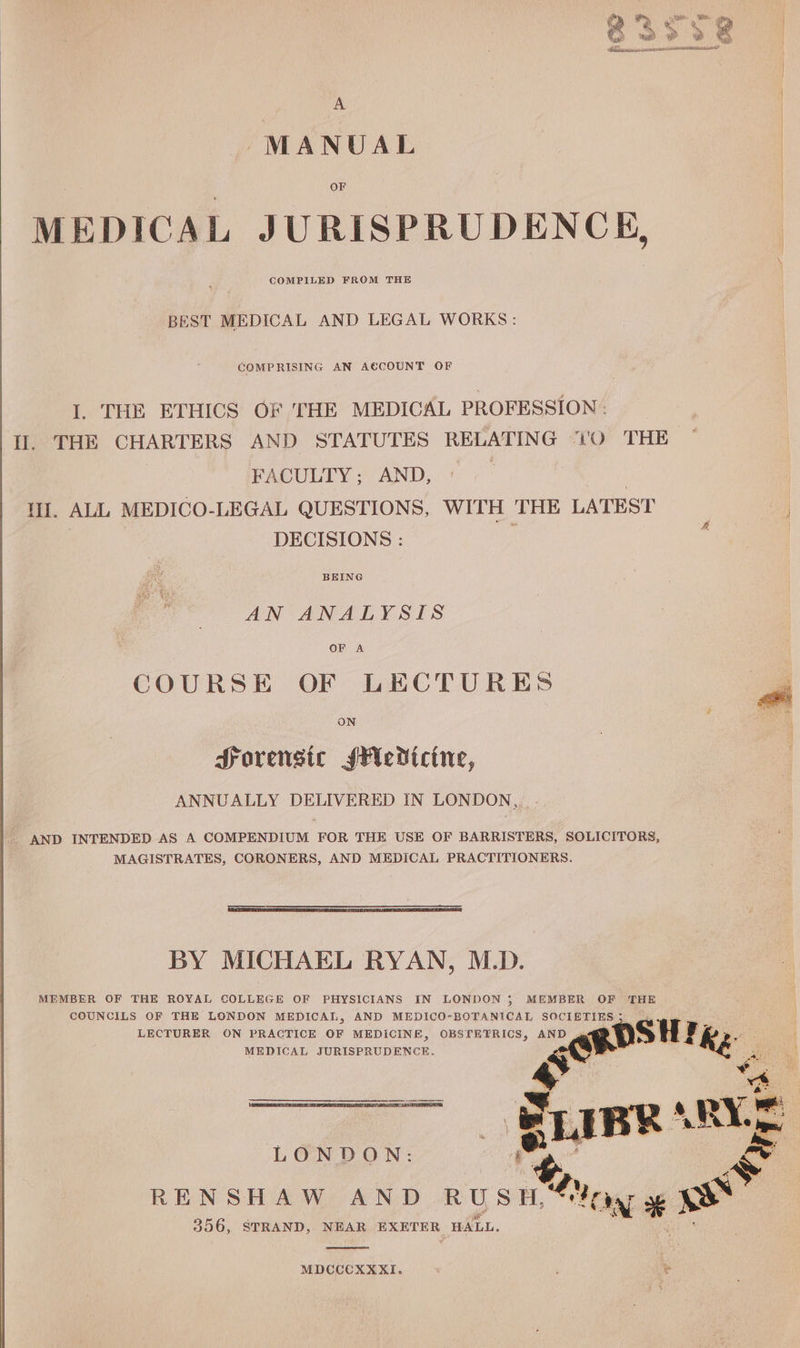 83558
A
MANUAL
OF
MEDICAL JURISPRUDENCE,
COMPILED FROM THE
BEST MEDICAL AND LEGAL WORKS:
COMPRISING AN ACCOUNT OF
I. THE ETHICS OF THE MEDICAL PROFESSION:
II. THE CHARTERS AND STATUTES RELATING TO THE
FACULTY; AND,
III. ALL MEDICO-LEGAL QUESTIONS, WITH THE LATEST
DECISIONS:
BEING
AN ANALYSIS
OF A
COURSE OF LECTURES
ON
Forensic Medicine,
ANNUALLY DELIVERED IN LONDON,
AND INTENDED AS A COMPENDIUM FOR THE USE OF BARRISTERS, SOLICITORS,
MAGISTRATES, CORONERS, AND MEDICAL PRACTITIONERS.
BY MICHAEL RYAN, M.D.
MEMBER OF THE ROYAL COLLEGE OF PHYSICIANS IN LONDON; MEMBER OF THE
COUNCILS OF THE LONDON MEDICAL, AND MEDICO-BOTANICAL SOCIETIES;
LECTURER ON PRACTICE OF MEDICINE, OBSTETRICS, AND
MEDICAL JURISPRUDENCE.
LIBRARY.
LONDON:
RENSHAW AND RUSH,
356, STRAND, NEAR EXETER HALL.
MDCCCXXXI.